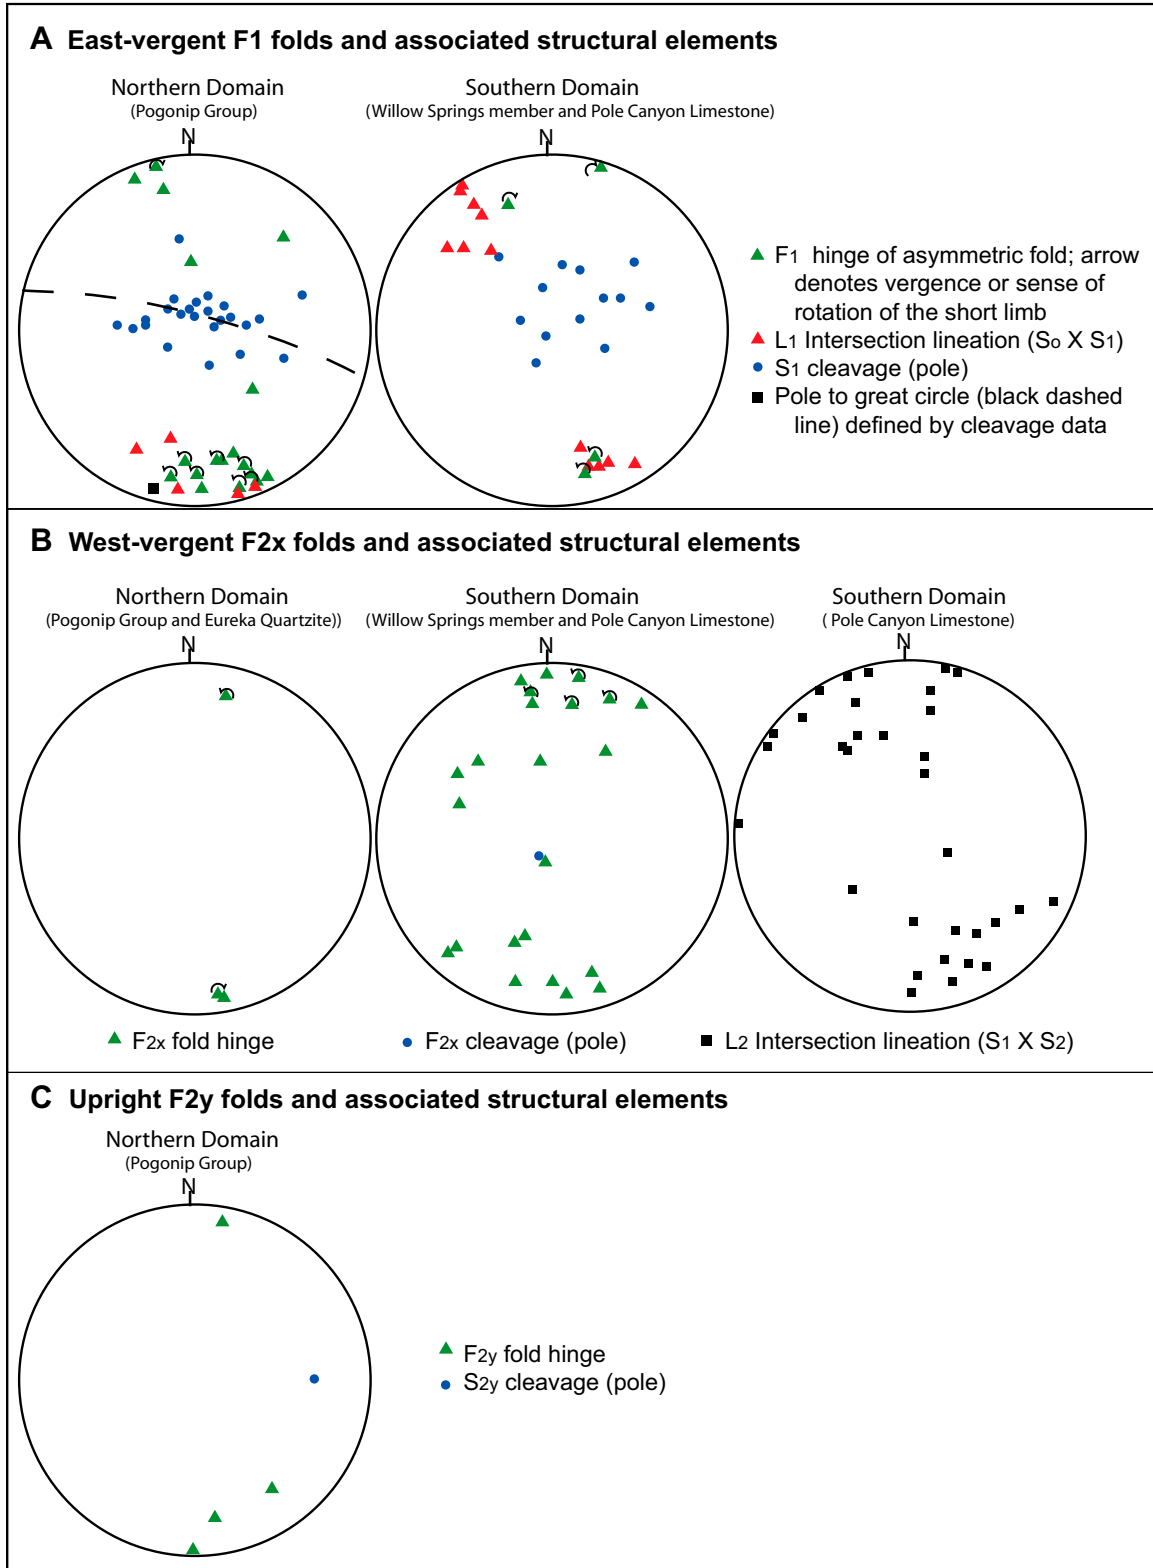 A East-vergent F1 folds and associated structural elements
Northern Domain
(Pogonip Group)
N
Southern Domain
(Willow Springs member and Pole Canyon Limestone)
N
F1 hinge of asymmetric fold; arrow
denotes vergence or sense of
rotation of the short limb
L1 Intersection lineation (So X S1)
S1 cleavage (pole)
Pole to great circle (black dashed
line) defined by cleavage data
B West-vergent F2x folds and associated structural elements
Northern Domain
(Pogonip Group and Eureka Quartzite))
N
Southern Domain
(Willow Springs member and Pole Canyon Limestone)
N
Southern Domain
( Pole Canyon Limestone)
N
F2x fold hinge
F2x cleavage (pole)
L2 Intersection lineation (S1 X S2)
C Upright F2y folds and associated structural elements
Northern Domain
(Pogonip Group)
N
F2y fold hinge
S2y cleavage (pole)